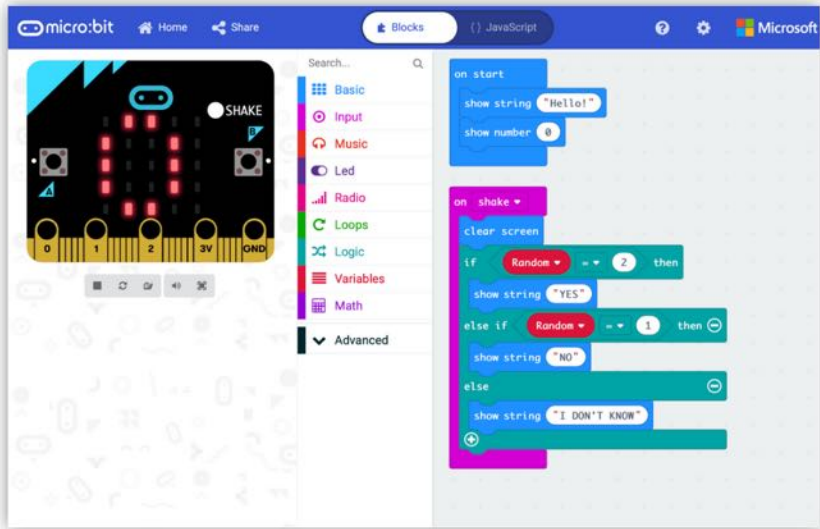 micro:bit Home Share Blocks {} JavaScript Microsoft
SHAKE
B
A
0 1 2 3V GND
Search...
Basic
Input
Music
Led
Radio
Loops
Logic
Variables
Math
Advanced
on start
show string "Hello!"
show number 0
on shake
clear screen
if Random = 2 then
show string "YES"
else if Random = 1 then
show string "NO"
else
show string "I DON'T KNOW"